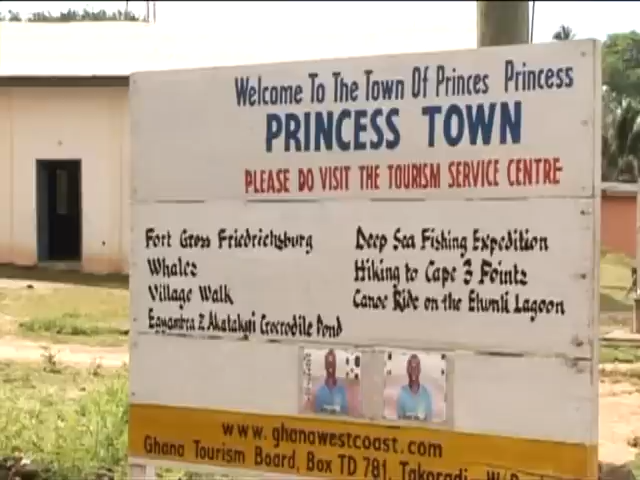 Welcome To The Town Of Princes Princess
PRINCESS TOWN
PLEASE DO VISIT THE TOURISM SERVICE CENTRE
Fort Gross Friedrichsburg
Whales
Village Walk
Crocrodile Pond
Deep Sea Fishing Expedition
Hiking to Cape 3 Points
Canoe Ride on the Ehunli Lagoon
www.ghanawestcoast.com
Ghana Tourism Board, Box TD 781, Takoradi